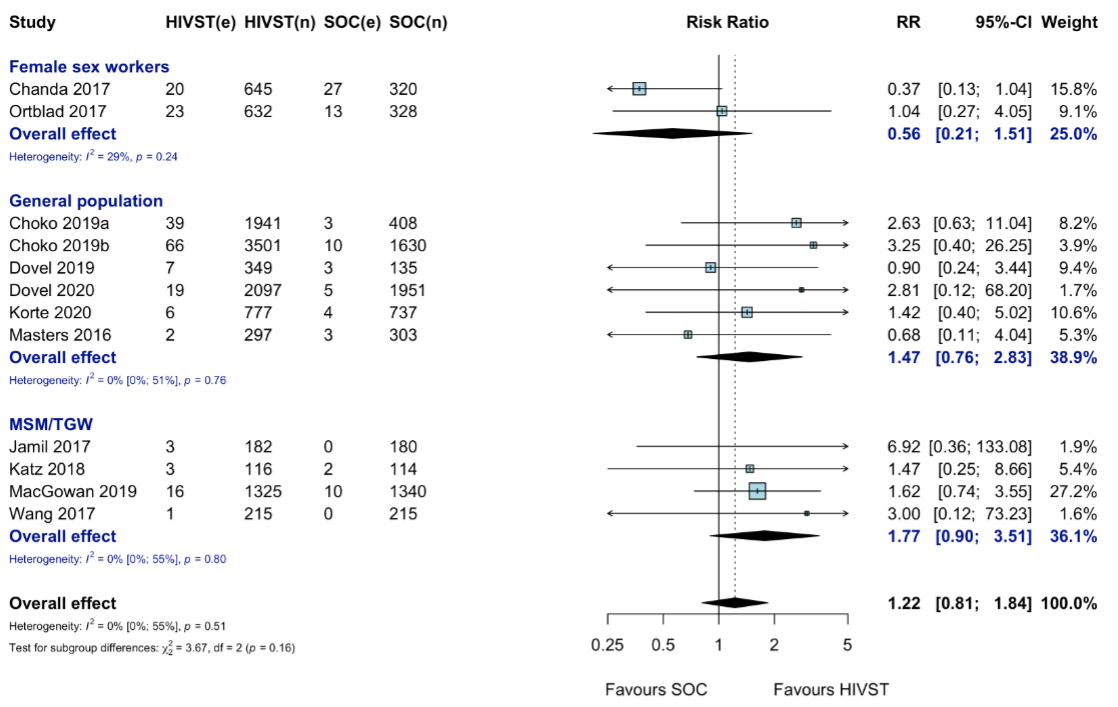 Study HIVST(e) HIVST(n) SOC(e) SOC(n) Risk Ratio RR 95%-CI Weight
Female sex workers
Chanda 2017 20 645 27 320 0.37 [0.13; 1.04] 15.8%
Ortblad 2017 23 632 13 328 1.04 [0.27; 4.05] 9.1%
Overall effect 0.56 [0.21; 1.51] 25.0%
Heterogeneity: I² = 29%, p = 0.24
General population
Choko 2019a 39 1941 3 408 2.63 [0.63; 11.04] 8.2%
Choko 2019b 66 3501 10 1630 3.25 [0.40; 26.25] 3.9%
Dovel 2019 7 349 3 135 0.90 [0.24; 3.44] 9.4%
Dovel 2020 19 2097 5 1951 2.81 [0.12; 68.20] 1.7%
Korte 2020 6 777 4 737 1.42 [0.40; 5.02] 10.6%
Masters 2016 2 297 3 303 0.68 [0.11; 4.04] 5.3%
Overall effect 1.47 [0.76; 2.83] 38.9%
Heterogeneity: I² = 0% [0%; 51%], p = 0.76
MSM/TGW
Jamil 2017 3 182 0 180 6.92 [0.36; 133.08] 1.9%
Katz 2018 3 116 2 114 1.47 [0.25; 8.66] 5.4%
MacGowan 2019 16 1325 10 1340 1.62 [0.74; 3.55] 27.2%
Wang 2017 1 215 0 215 3.00 [0.12; 73.23] 1.6%
Overall effect 1.77 [0.90; 3.51] 36.1%
Heterogeneity: I² = 0% [0%; 55%], p = 0.80
Overall effect 1.22 [0.81; 1.84] 100.0%
Heterogeneity: I² = 0% [0%; 55%], p = 0.51
Test for subgroup differences: χ²₂ = 3.67, df = 2 (p = 0.16)
0.25 0.5 1 2 5
Favours SOC Favours HIVST